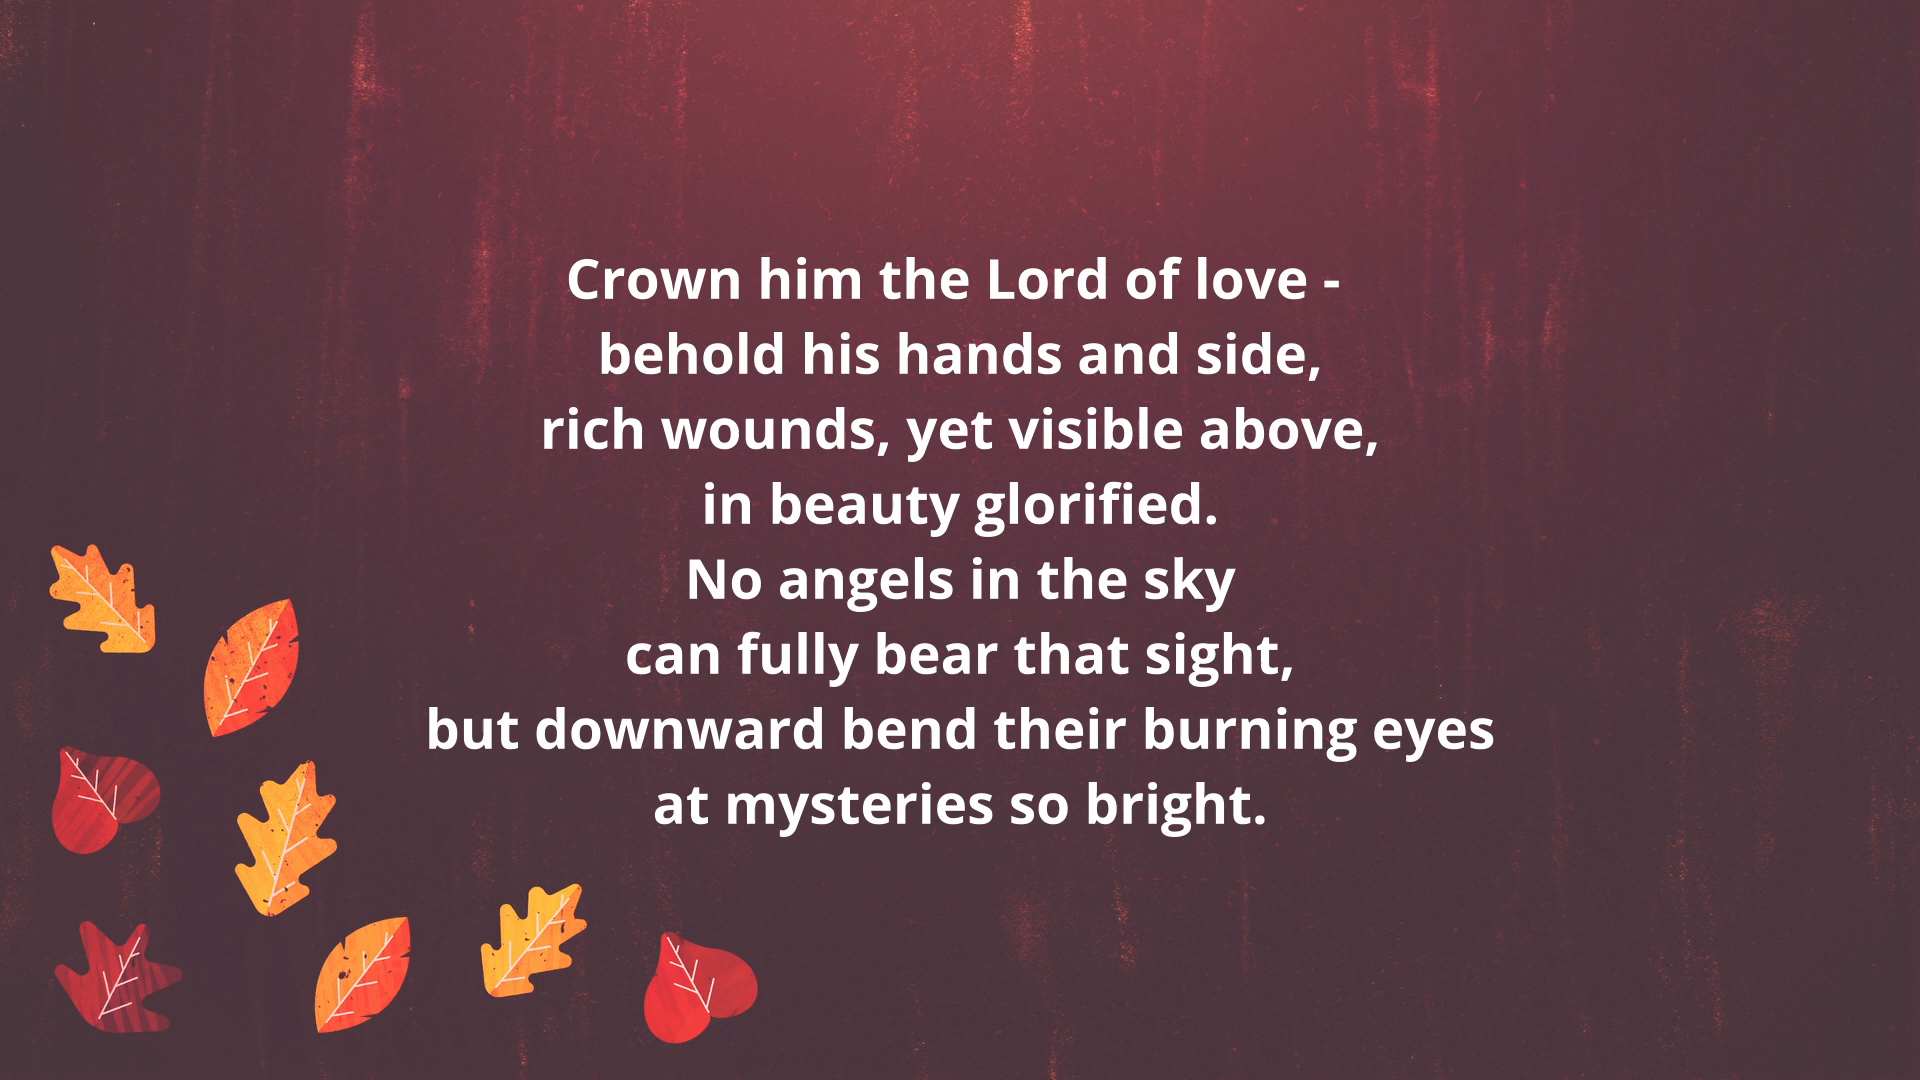 Crown him the Lord of love -
behold his hands and side,
rich wounds, yet visible above,
in beauty glorified.
No angels in the sky
can fully bear that sight,
but downward bend their burning eyes
at mysteries so bright.